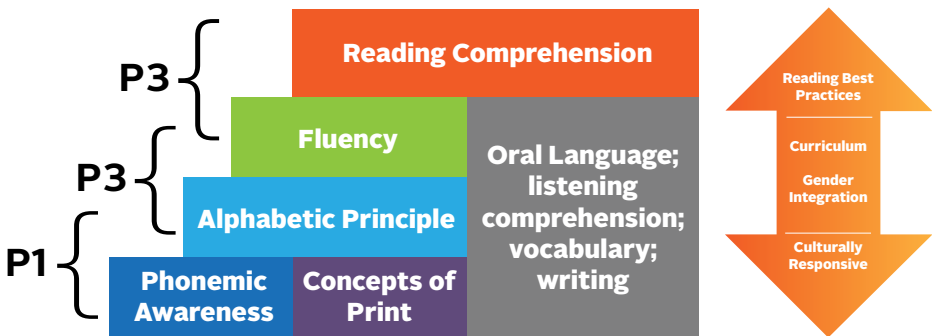 P3
P3
P1
Reading Comprehension
Fluency
Alphabetic Principle
Phonemic
Awareness
Concepts of
Print
Oral Language;
listening
comprehension;
vocabulary;
writing
Reading Best
Practices
Curriculum
Gender
Integration
Culturally
Responsive